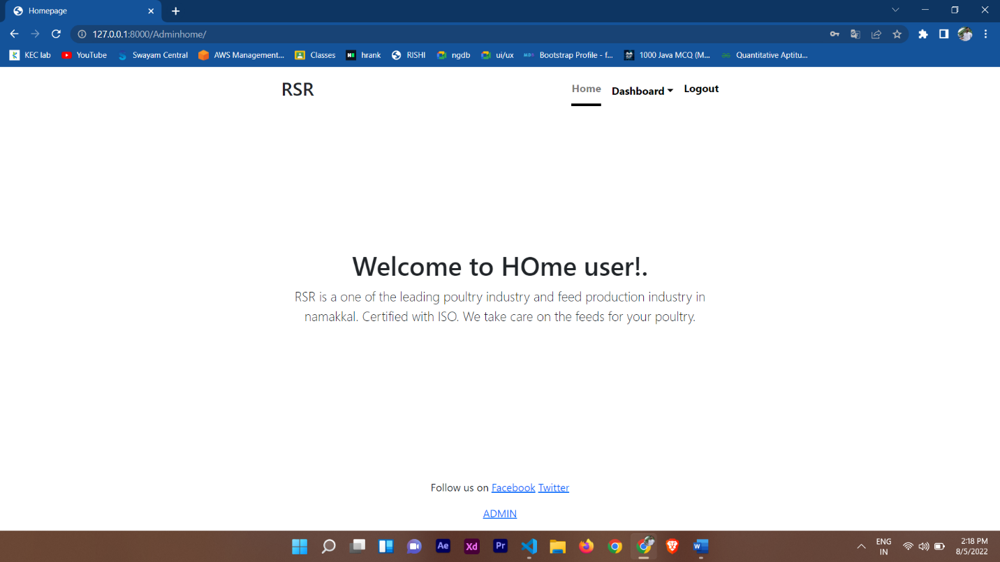 Homepage
127.0.0.1:8000/Adminhome/
KEC lab YouTube Swayam Central AWS Management... Classes hrank RISHI ngdb ui/ux Bootstrap Profile - f... 1000 Java MCQ (M... Quantitative Aptitu...
RSR Home Dashboard Logout
Welcome to HOme user!.
RSR is a one of the leading poultry industry and feed production industry in
namakkal. Certified with ISO. We take care on the feeds for your poultry.
Follow us on Facebook Twitter
ADMIN
Ae Xd Pr W
ENG
IN
2:18 PM
8/5/2022